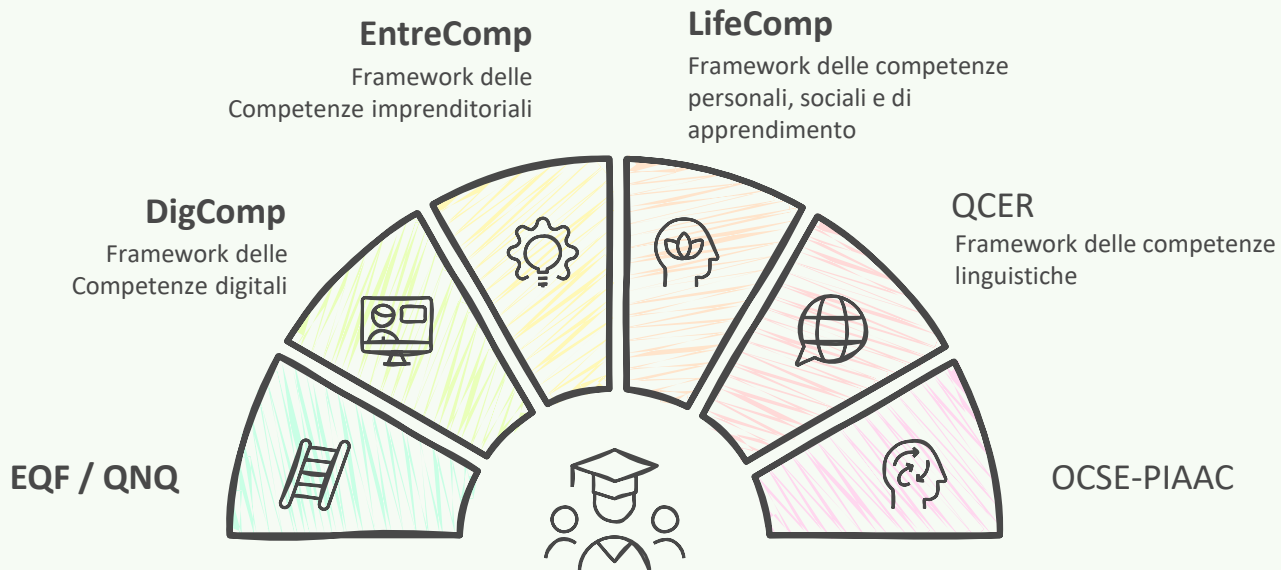 EntreComp
Framework delle
Competenze imprenditoriali
LifeComp
Framework delle competenze
personali, sociali e di
apprendimento
DigComp
Framework delle
Competenze digitali
QCER
Framework delle competenze
linguistiche
EQF / QNQ
OCSE-PIAAC